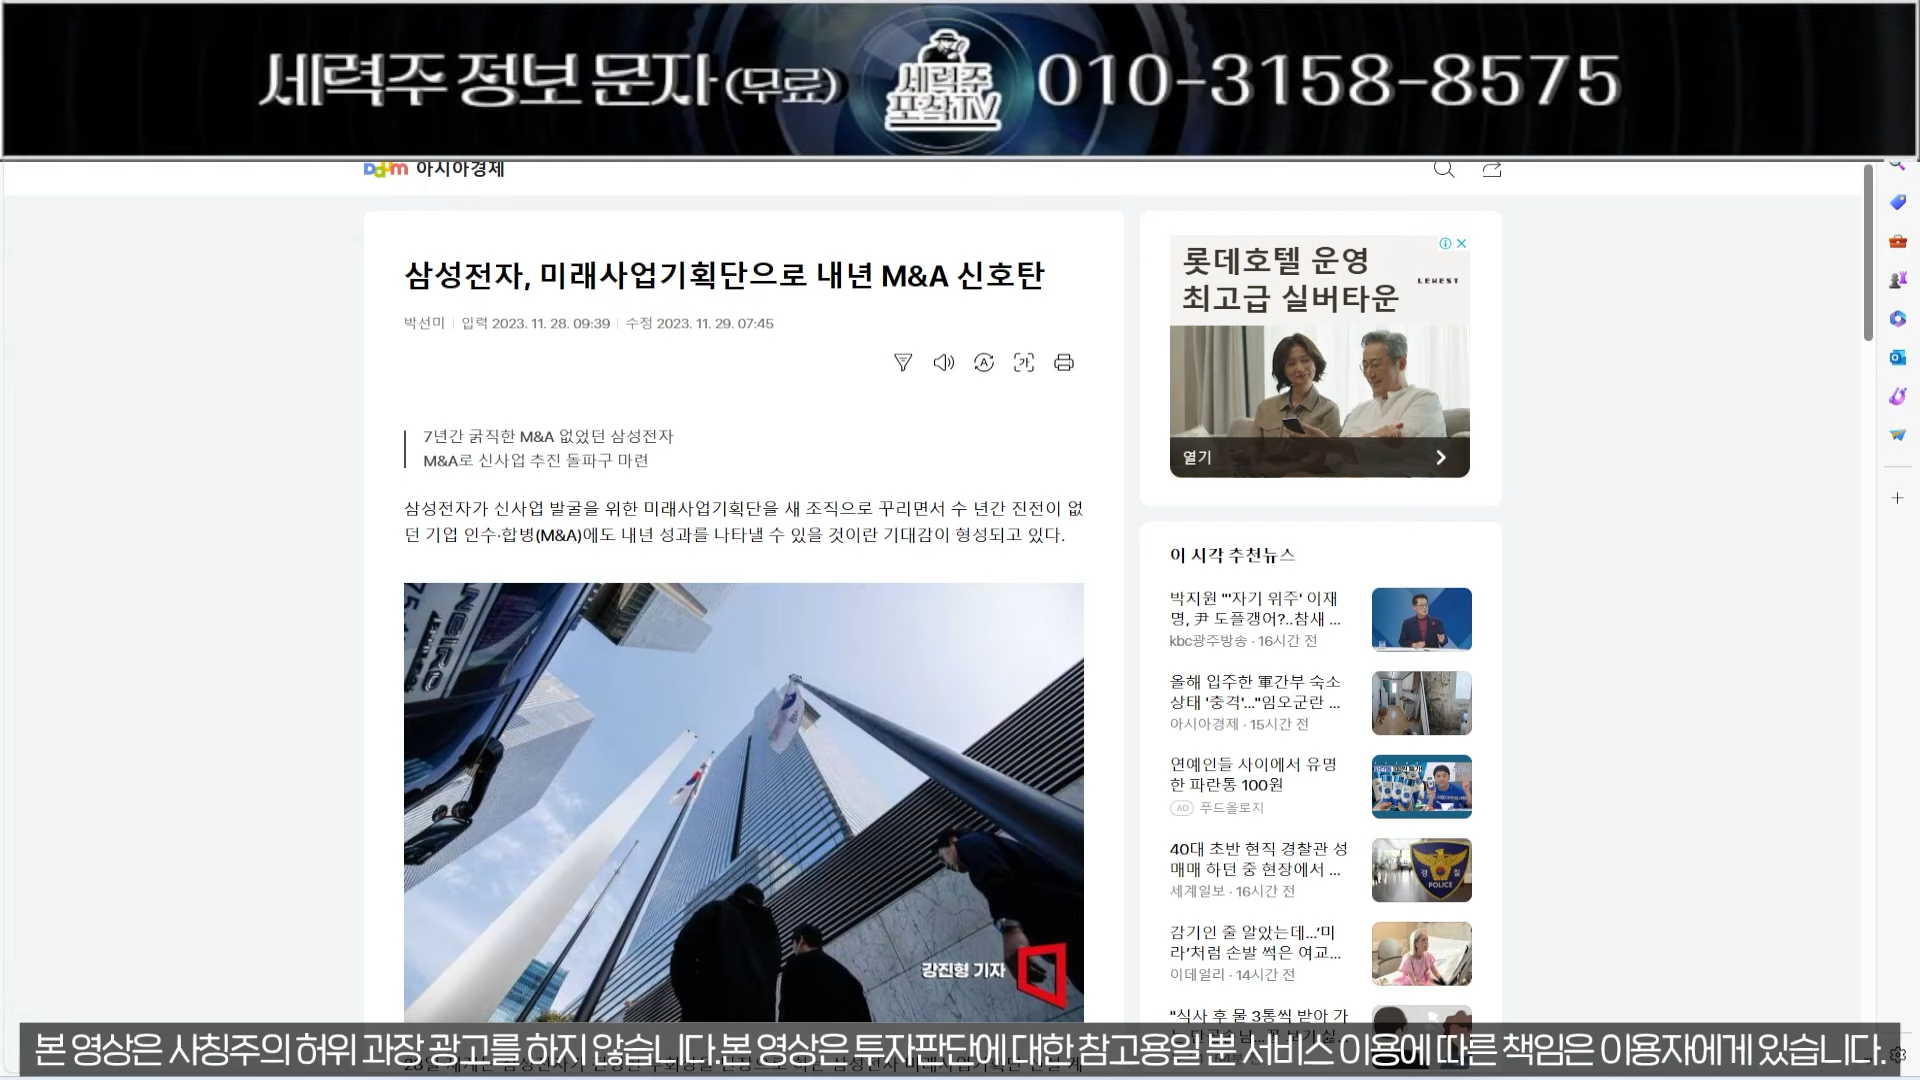 세력주 정보 문자 (무료)
세력주
포착TV
010-3158-8575
Daum 아시아경제
삼성전자, 미래사업기획단으로 내년 M&A 신호탄
박선미 | 입력 2023. 11. 28. 09:39 | 수정 2023. 11. 29. 07:45
7년간 굵직한 M&A 없었던 삼성전자
M&A로 신사업 추진 돌파구 마련
삼성전자가 신사업 발굴을 위한 미래사업기획단을 새 조직으로 꾸리면서 수 년간 진전이 없
던 기업 인수·합병(M&A)에도 내년 성과를 나타낼 수 있을 것이란 기대감이 형성되고 있다.
강진형 기자
롯데호텔 운영
최고급 실버타운
열기
이 시각 추천뉴스
박지원 "'자기 위주' 이재
명, 尹 도플갱어?..참새 ...
kbc광주방송 · 16시간 전
올해 입주한 軍간부 숙소
상태 '충격'..."임오군란 ...
아시아경제 · 15시간 전
연예인들 사이에서 유명
한 파란통 100원
AD 푸드올로지
40대 초반 현직 경찰관 성
매매 하던 중 현장에서 ...
세계일보 · 16시간 전
POLICE
감기인 줄 알았는데...‘미
라’처럼 손발 썩은 여교...
이데일리 · 14시간 전
"식사 후 물 3통씩 받아 가
본 영상은 사칭주의 허위 과장 광고를 하지 않습니다.본 영상은 투자판단에 대한 참고용일 뿐 서비스 이용에 따른 책임은 이용자에게 있습니다.